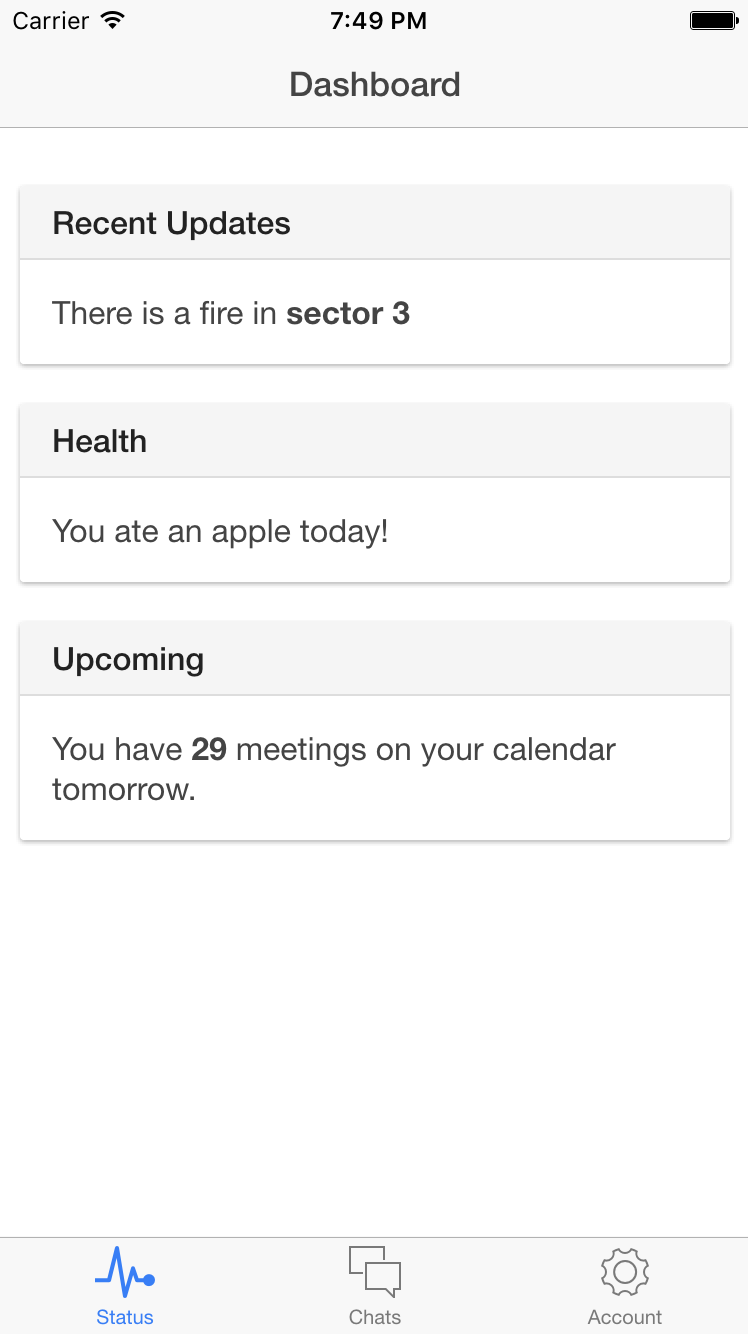 Carrier 7:49 PM
Dashboard
Recent Updates
There is a fire in sector 3
Health
You ate an apple today!
Upcoming
You have 29 meetings on your calendar
tomorrow.
Status Chats Account